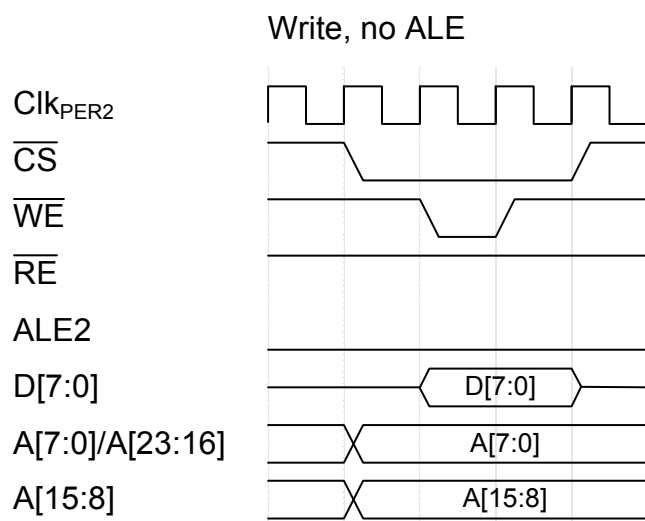 Write, no ALE
ClkPER2
CS
WE
RE
ALE2
D[7:0] D[7:0]
A[7:0]/A[23:16] A[7:0]
A[15:8] A[15:8]